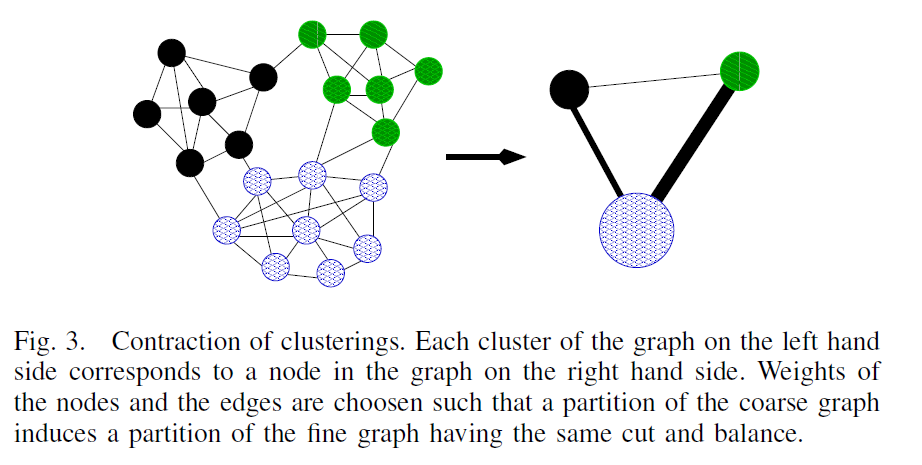 Fig. 3. Contraction of clusterings. Each cluster of the graph on the left hand
side corresponds to a node in the graph on the right hand side. Weights of
the nodes and the edges are choosen such that a partition of the coarse graph
induces a partition of the fine graph having the same cut and balance.